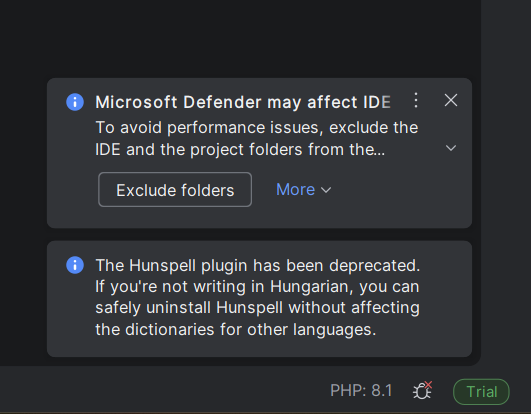 Microsoft Defender may affect IDE
To avoid performance issues, exclude the
IDE and the project folders from the...
Exclude folders
More
The Hunspell plugin has been deprecated.
If you're not writing in Hungarian, you can
safely uninstall Hunspell without affecting
the dictionaries for other languages.
PHP: 8.1
Trial